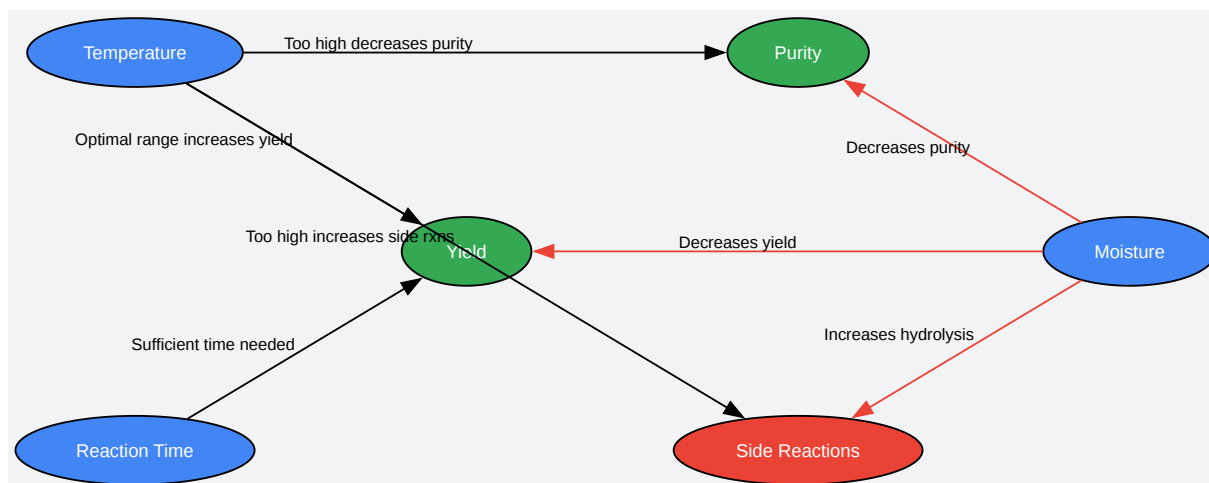 Temperature
Too high decreases purity
Purity
Optimal range increases yield
Decreases purity
Too high increases side rxns
Yield
Decreases yield
Moisture
Sufficient time needed
Increases hydrolysis
Reaction Time
Side Reactions